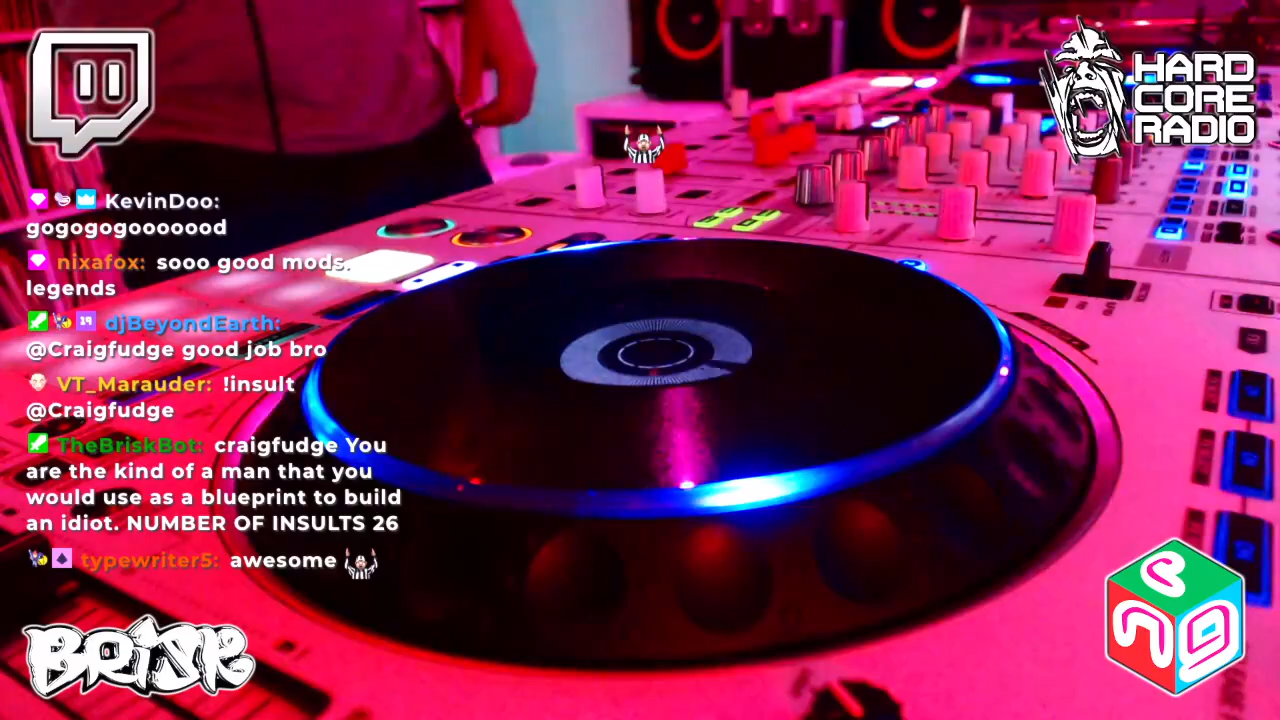 HARD
CORE
RADIO
KevinDoo:
gogogogooooood
nixafox: sooo good mods.
legends
19 djBeyondEarth:
@Craigfudge good job bro
VT_Marauder: !insult
@Craigfudge
TheBriskBot: craigfudge You
are the kind of a man that you
would use as a blueprint to build
an idiot. NUMBER OF INSULTS 26
typewriter5: awesome
BRISK